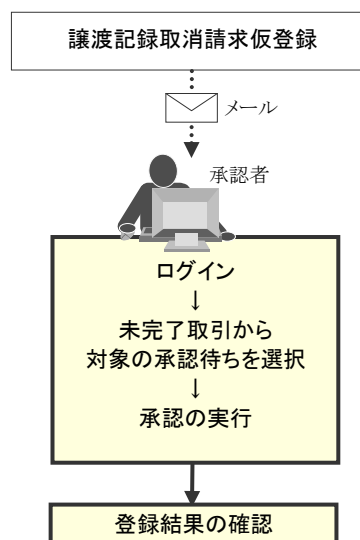 譲渡記録取消請求仮登録
メール
承認者
ログイン
↓
未完了取引から
対象の承認待ちを選択
↓
承認の実行
登録結果の確認